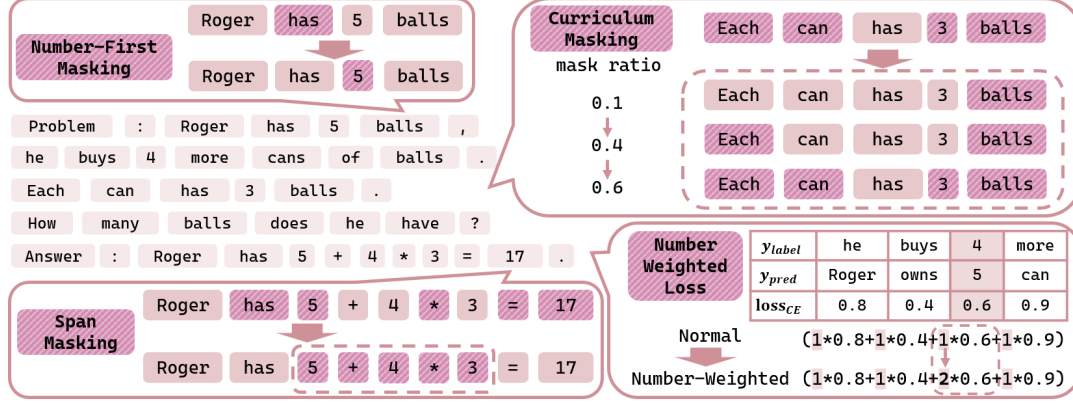 Number-First
Masking
Roger has 5 balls
Roger has 5 balls
Curriculum
Masking
mask ratio
0.1
0.4
0.6
Each can has 3 balls
Each can has 3 balls
Each can has 3 balls
Each can has 3 balls
Problem : Roger has 5 balls ,
he buys 4 more cans of balls .
Each can has 3 balls .
How many balls does he have ?
Answer : Roger has 5 + 4 * 3 = 17 .
Span
Masking
Roger has 5 + 4 * 3 = 17
Roger has 5 + 4 * 3 = 17
Number
Weighted
Loss
y_label he buys 4 more
y_pred Roger owns 5 can
loss_CE 0.8 0.4 0.6 0.9
Normal (1*0.8+1*0.4+1*0.6+1*0.9)
Number-Weighted (1*0.8+1*0.4+2*0.6+1*0.9)